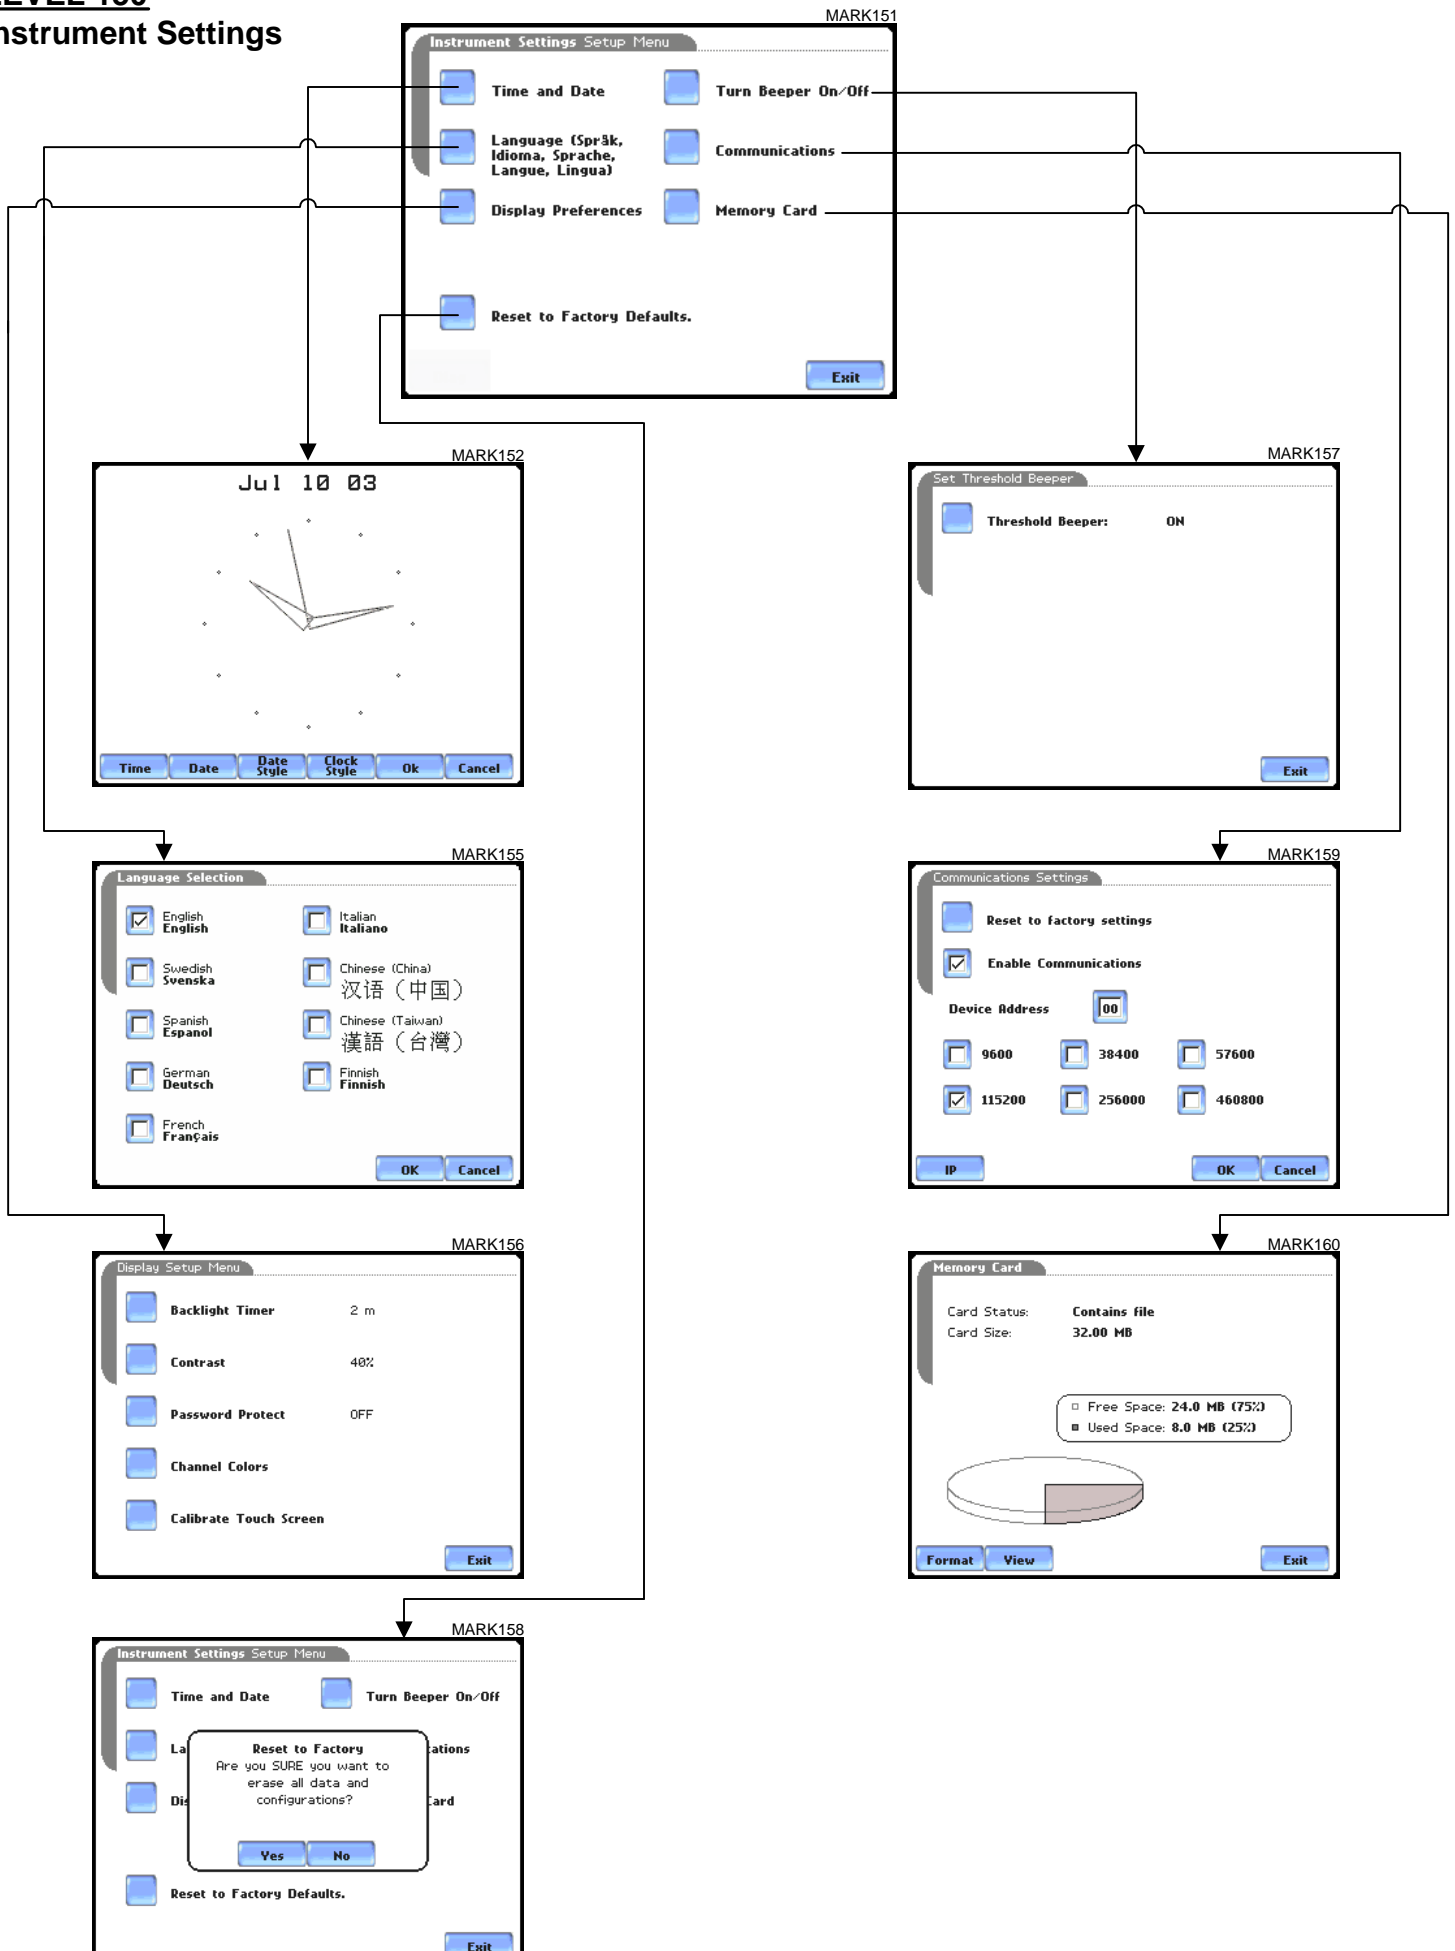 LEVEL 150
Instrument Settings
MARK151
Instrument Settings Setup Menu
Time and Date
Turn Beeper On/Off
Language (Språk,
Idioma, Sprache,
Langue, Lingua)
Communications
Display Preferences
Memory Card
Reset to Factory Defaults.
Exit
MARK152
Jul 10 03
Time
Date
Date
Style
Clock
Style
Ok
Cancel
MARK157
Set Threshold Beeper
Threshold Beeper: ON
Exit
MARK155
Language Selection
English
English
Italian
Italiano
Swedish
Svenska
Chinese (China)
汉语（中国）
Spanish
Espanol
Chinese (Taiwan)
漢語（台灣）
German
Deutsch
Finnish
Finnish
French
Français
OK
Cancel
MARK159
Communications Settings
Reset to factory settings
Enable Communications
Device Address 00
9600 38400 57600
115200 256000 460800
IP
OK
Cancel
MARK156
Display Setup Menu
Backlight Timer 2 m
Contrast 40%
Password Protect OFF
Channel Colors
Calibrate Touch Screen
Exit
MARK160
Memory Card
Card Status: Contains file
Card Size: 32.00 MB
Free Space: 24.0 MB (75%)
Used Space: 8.0 MB (25%)
Format
View
Exit
MARK158
Instrument Settings Setup Menu
Time and Date
Turn Beeper On/Off
La
ations
Dis
Card
Reset to Factory
Are you SURE you want to
erase all data and
configurations?
Yes
No
Reset to Factory Defaults.
Exit